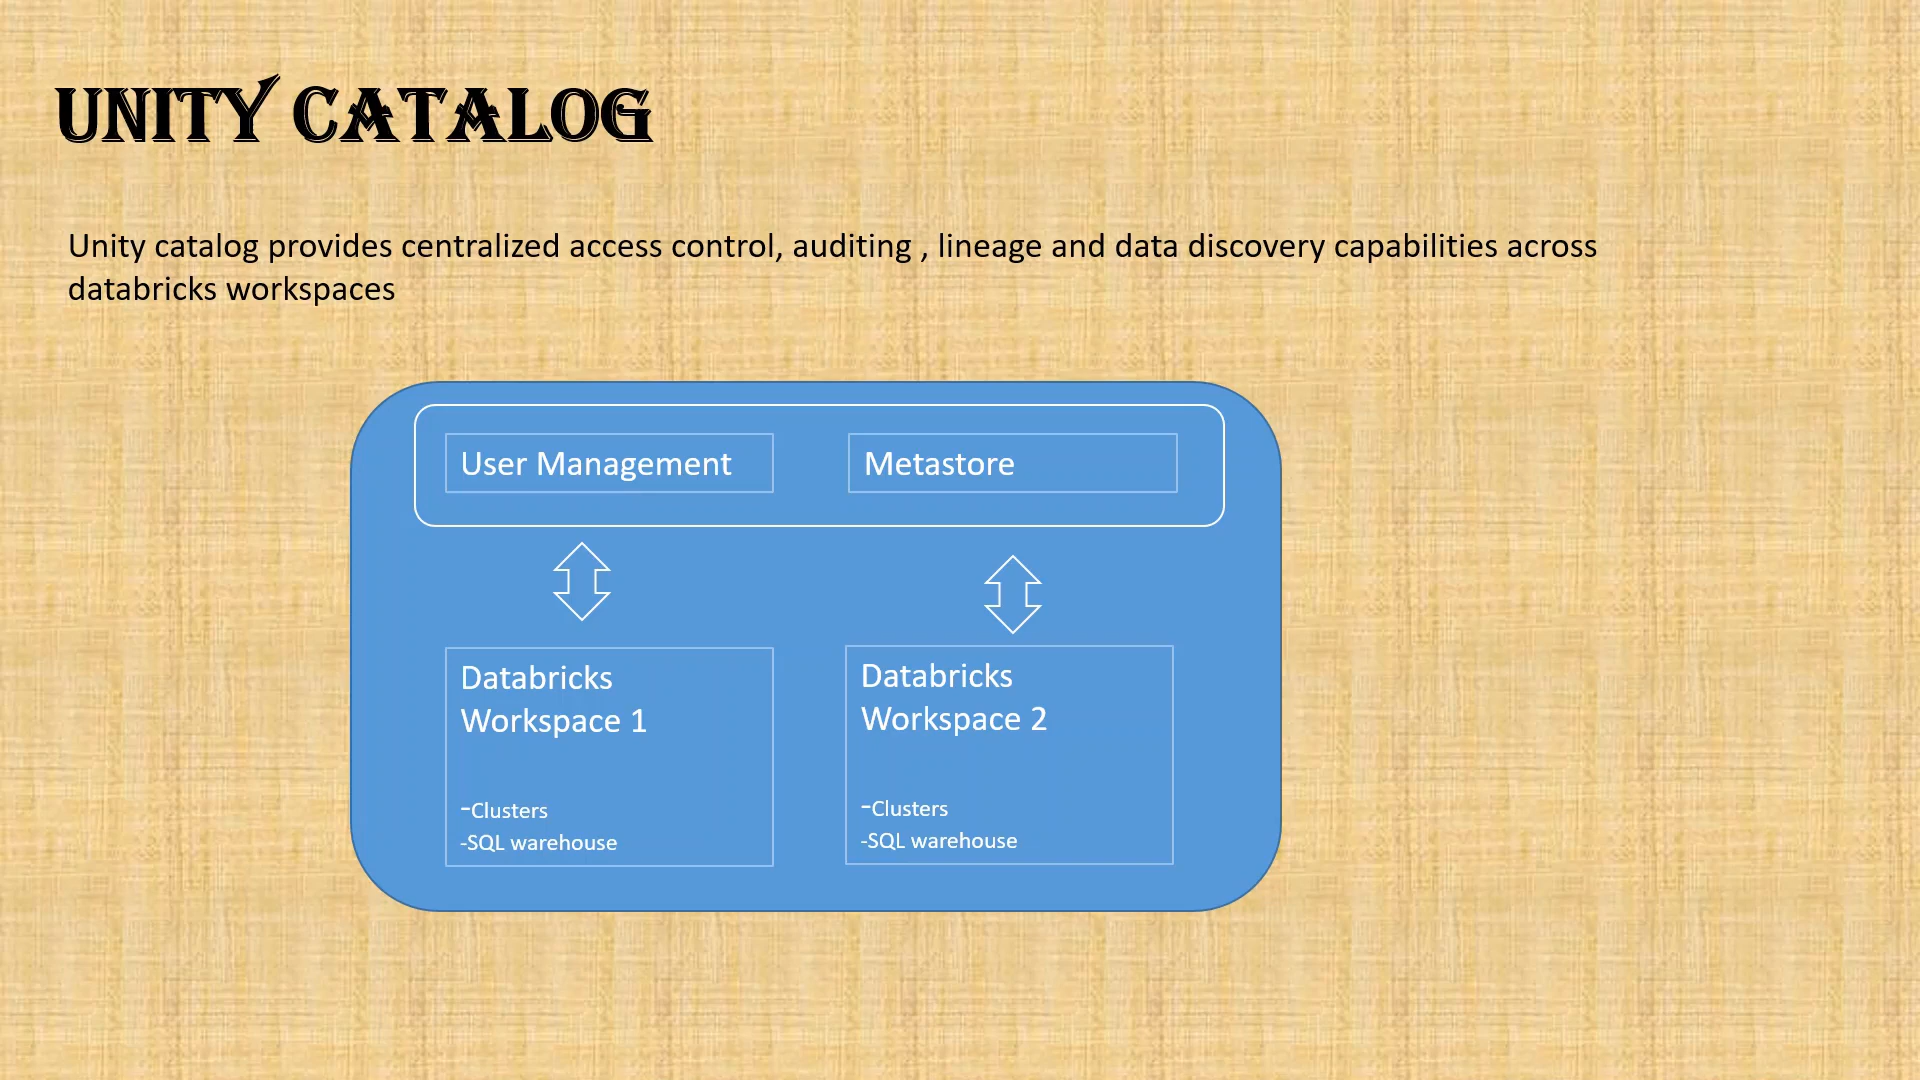 UNITY CATALOG
Unity catalog provides centralized access control, auditing , lineage and data discovery capabilities across
databricks workspaces
User Management
Metastore
Databricks
Workspace 1
-Clusters
-SQL warehouse
Databricks
Workspace 2
-Clusters
-SQL warehouse